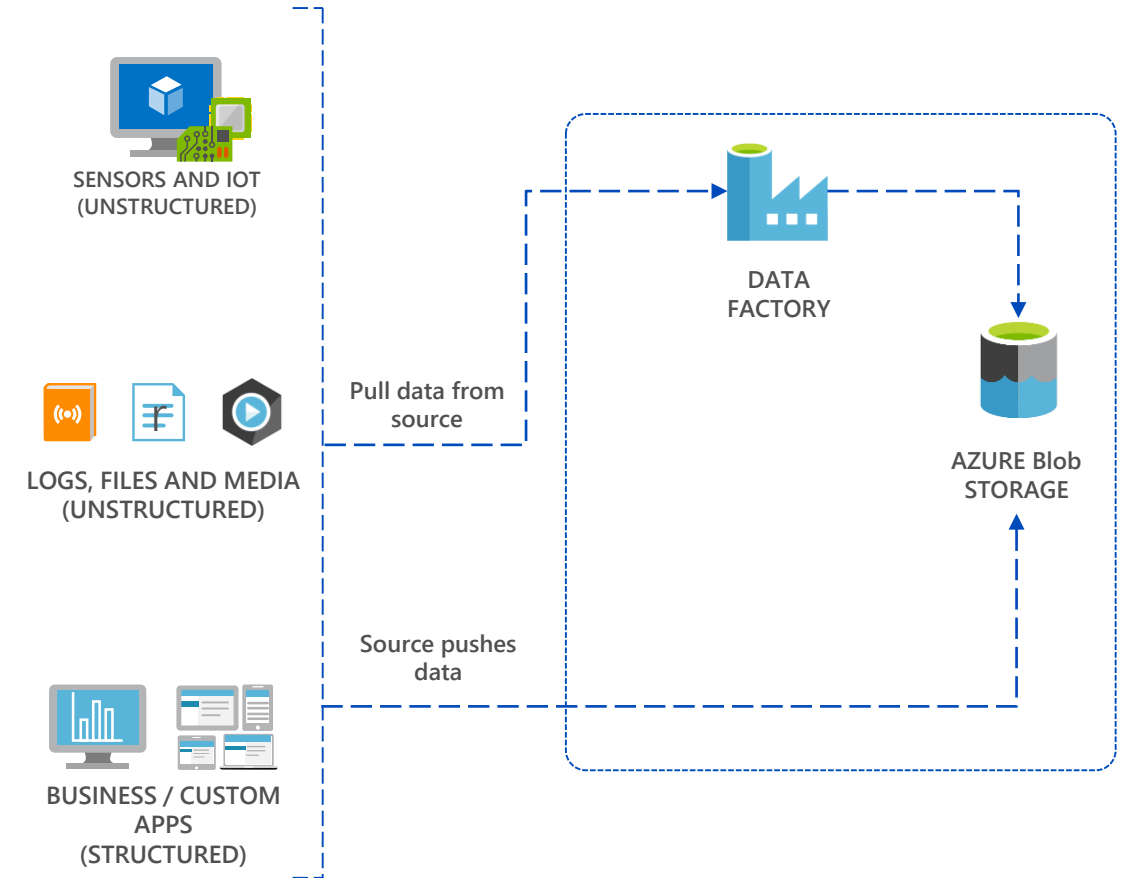 SENSORS AND IOT
(UNSTRUCTURED)
DATA
FACTORY
Pull data from
source
r
LOGS, FILES AND MEDIA
(UNSTRUCTURED)
AZURE Blob
STORAGE
Source pushes
data
BUSINESS / CUSTOM
APPS
(STRUCTURED)